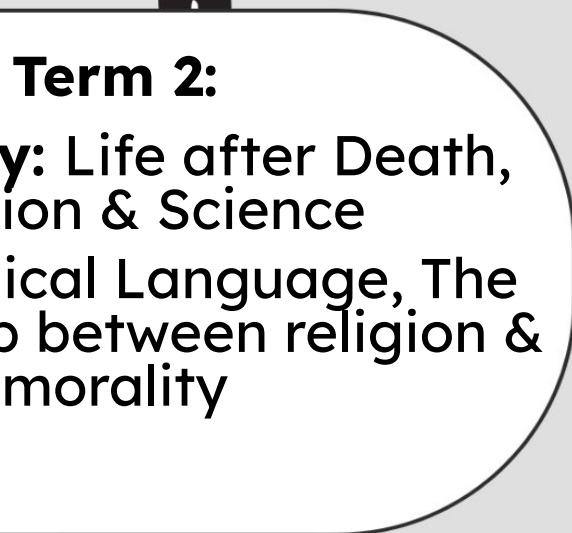 Term 2:
y: Life after Death,
ion & Science
ical Language, The
p between religion &
morality